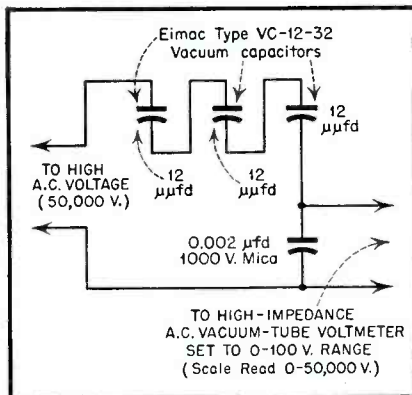 Eimac Type VC-12-32
Vacuum capacitors
12
μμfd
12
μμfd
12
μμfd
TO HIGH
A.C. VOLTAGE
(50,000 V.)
0.002 μfd
1000 V. Mica
TO HIGH-IMPEDANCE
A.C. VACUUM-TUBE VOLTMETER
SET TO 0-100 V. RANGE
(Scale Read 0-50,000 V.)